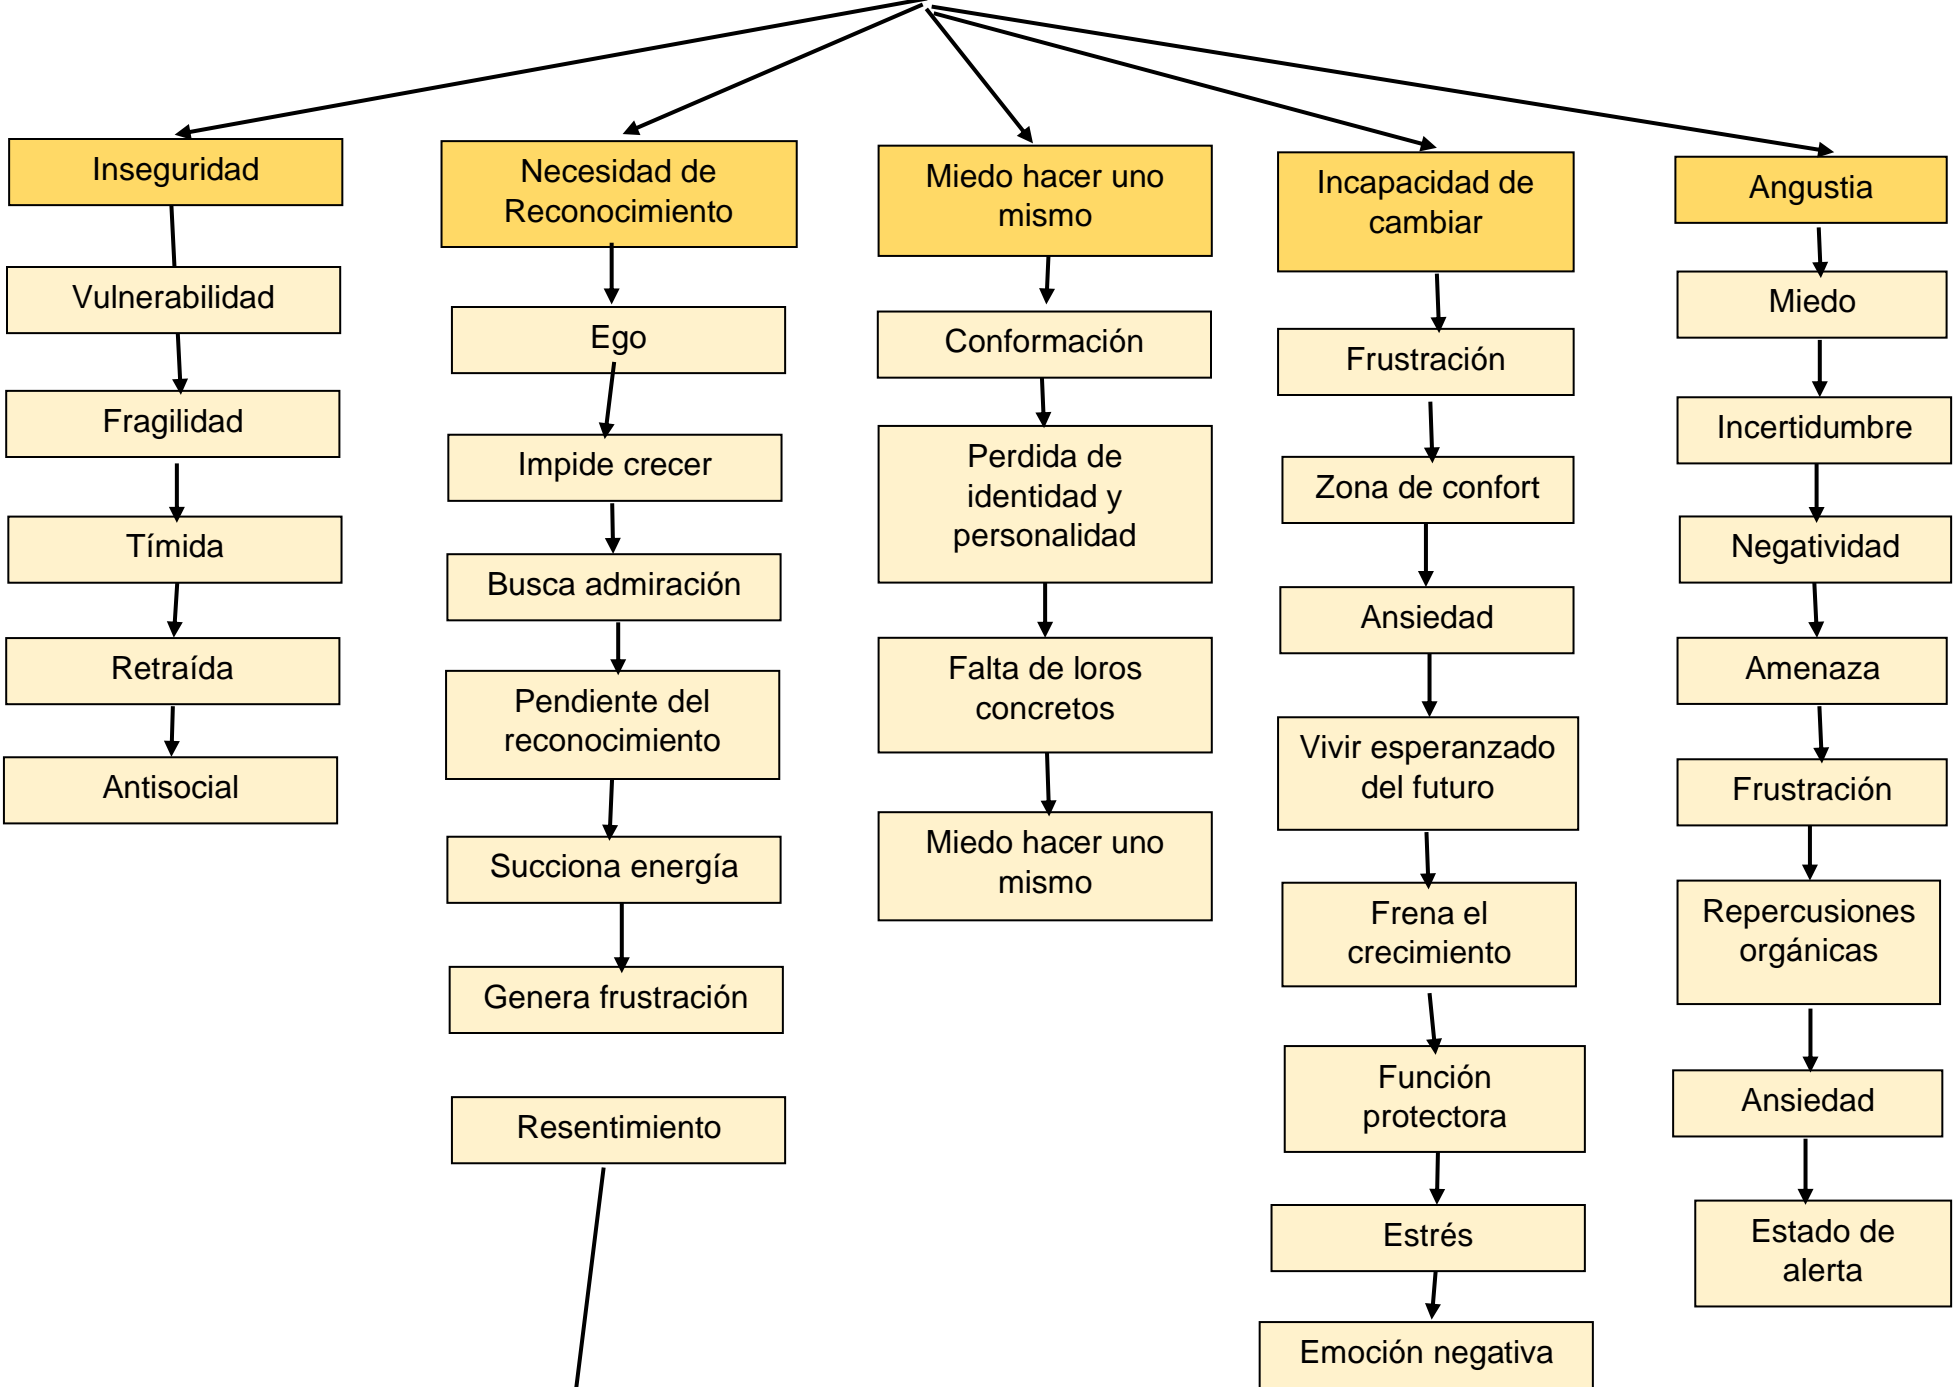 Inseguridad
Vulnerabilidad
Fragilidad
Tímida
Retraída
Antisocial
Necesidad de
Reconocimiento
Ego
Impide crecer
Busca admiración
Pendiente del
reconocimiento
Succiona energía
Genera frustración
Resentimiento
Miedo hacer uno
mismo
Conformación
Perdida de
identidad y
personalidad
Falta de loros
concretos
Miedo hacer uno
mismo
Incapacidad de
cambiar
Frustración
Zona de confort
Ansiedad
Vivir esperanzado
del futuro
Frena el
crecimiento
Función
protectora
Estrés
Emoción negativa
Angustia
Miedo
Incertidumbre
Negatividad
Amenaza
Frustración
Repercusiones
orgánicas
Ansiedad
Estado de
alerta